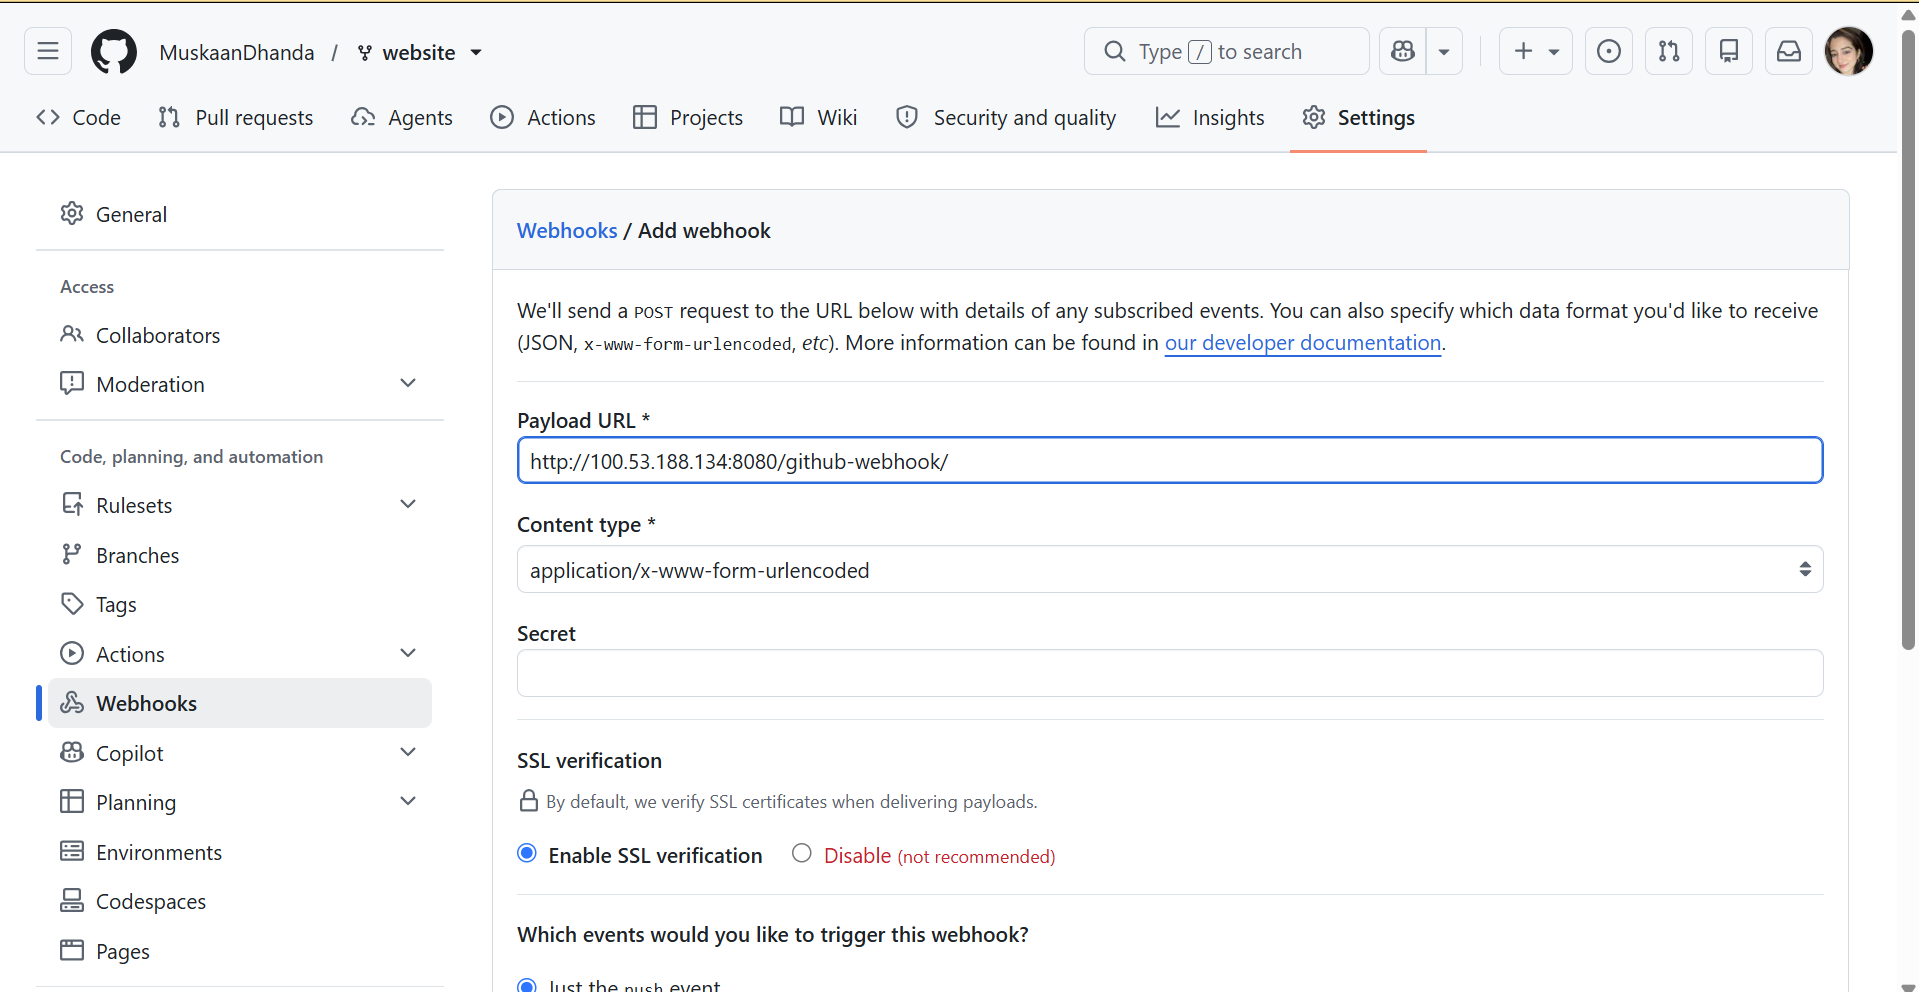 MuskaanDhanda / website
Type / to search
Code Pull requests Agents Actions Projects Wiki Security and quality Insights Settings
General
Access
Collaborators
Moderation
Code, planning, and automation
Rulesets
Branches
Tags
Actions
Webhooks
Copilot
Planning
Environments
Codespaces
Pages
Webhooks / Add webhook
We'll send a POST request to the URL below with details of any subscribed events. You can also specify which data format you'd like to receive
(JSON, x-www-form-urlencoded, etc). More information can be found in our developer documentation.
Payload URL *
http://100.53.188.134:8080/github-webhook/
Content type *
application/x-www-form-urlencoded
Secret
SSL verification
By default, we verify SSL certificates when delivering payloads.
Enable SSL verification Disable (not recommended)
Which events would you like to trigger this webhook?
Just the push event